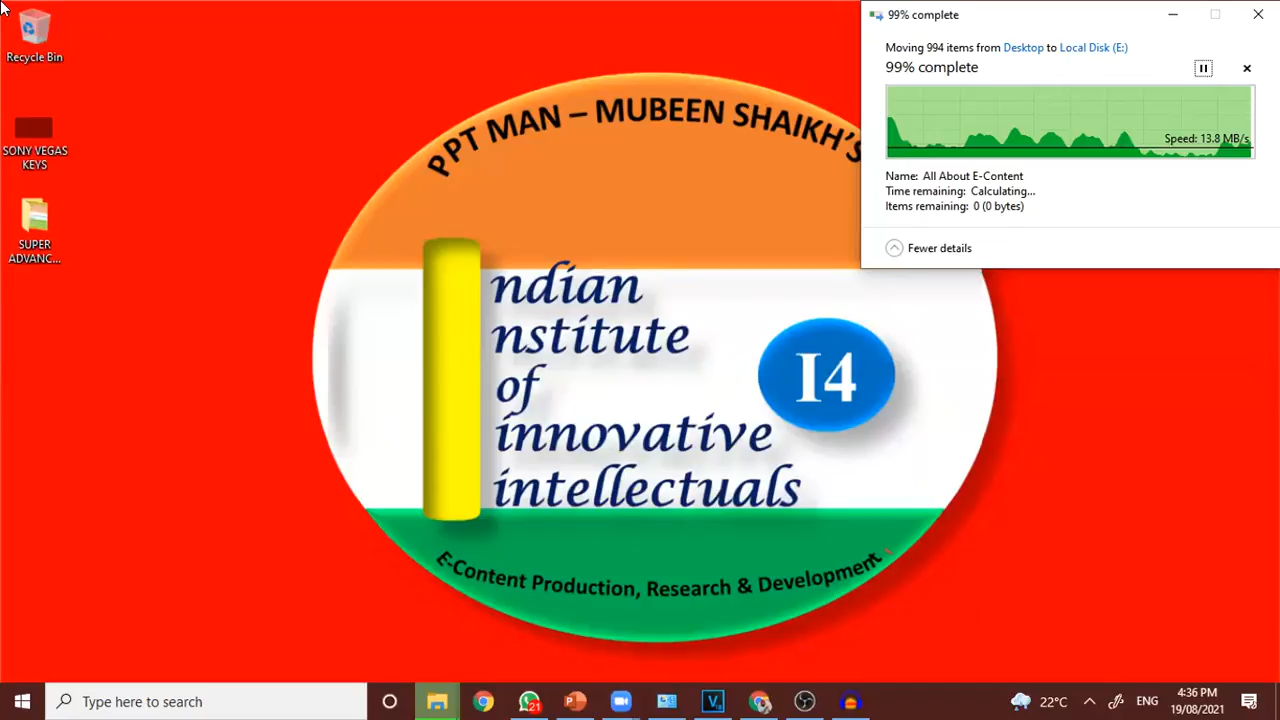 Recycle Bin
SONY VEGAS
KEYS
SUPER
ADVANC...
PPT MAN – MUBEEN SHAIKH'S
ndian
nstitute
of
innovative
intellectuals
I4
E-Content Production, Research & Development
99% complete
Moving 994 items from Desktop to Local Disk (E:)
99% complete
Speed: 13.8 MB/s
Name: All About E-Content
Time remaining: Calculating...
Items remaining: 0 (0 bytes)
Fewer details
Type here to search
21
V
22°C
ENG
4:36 PM
19/08/2021